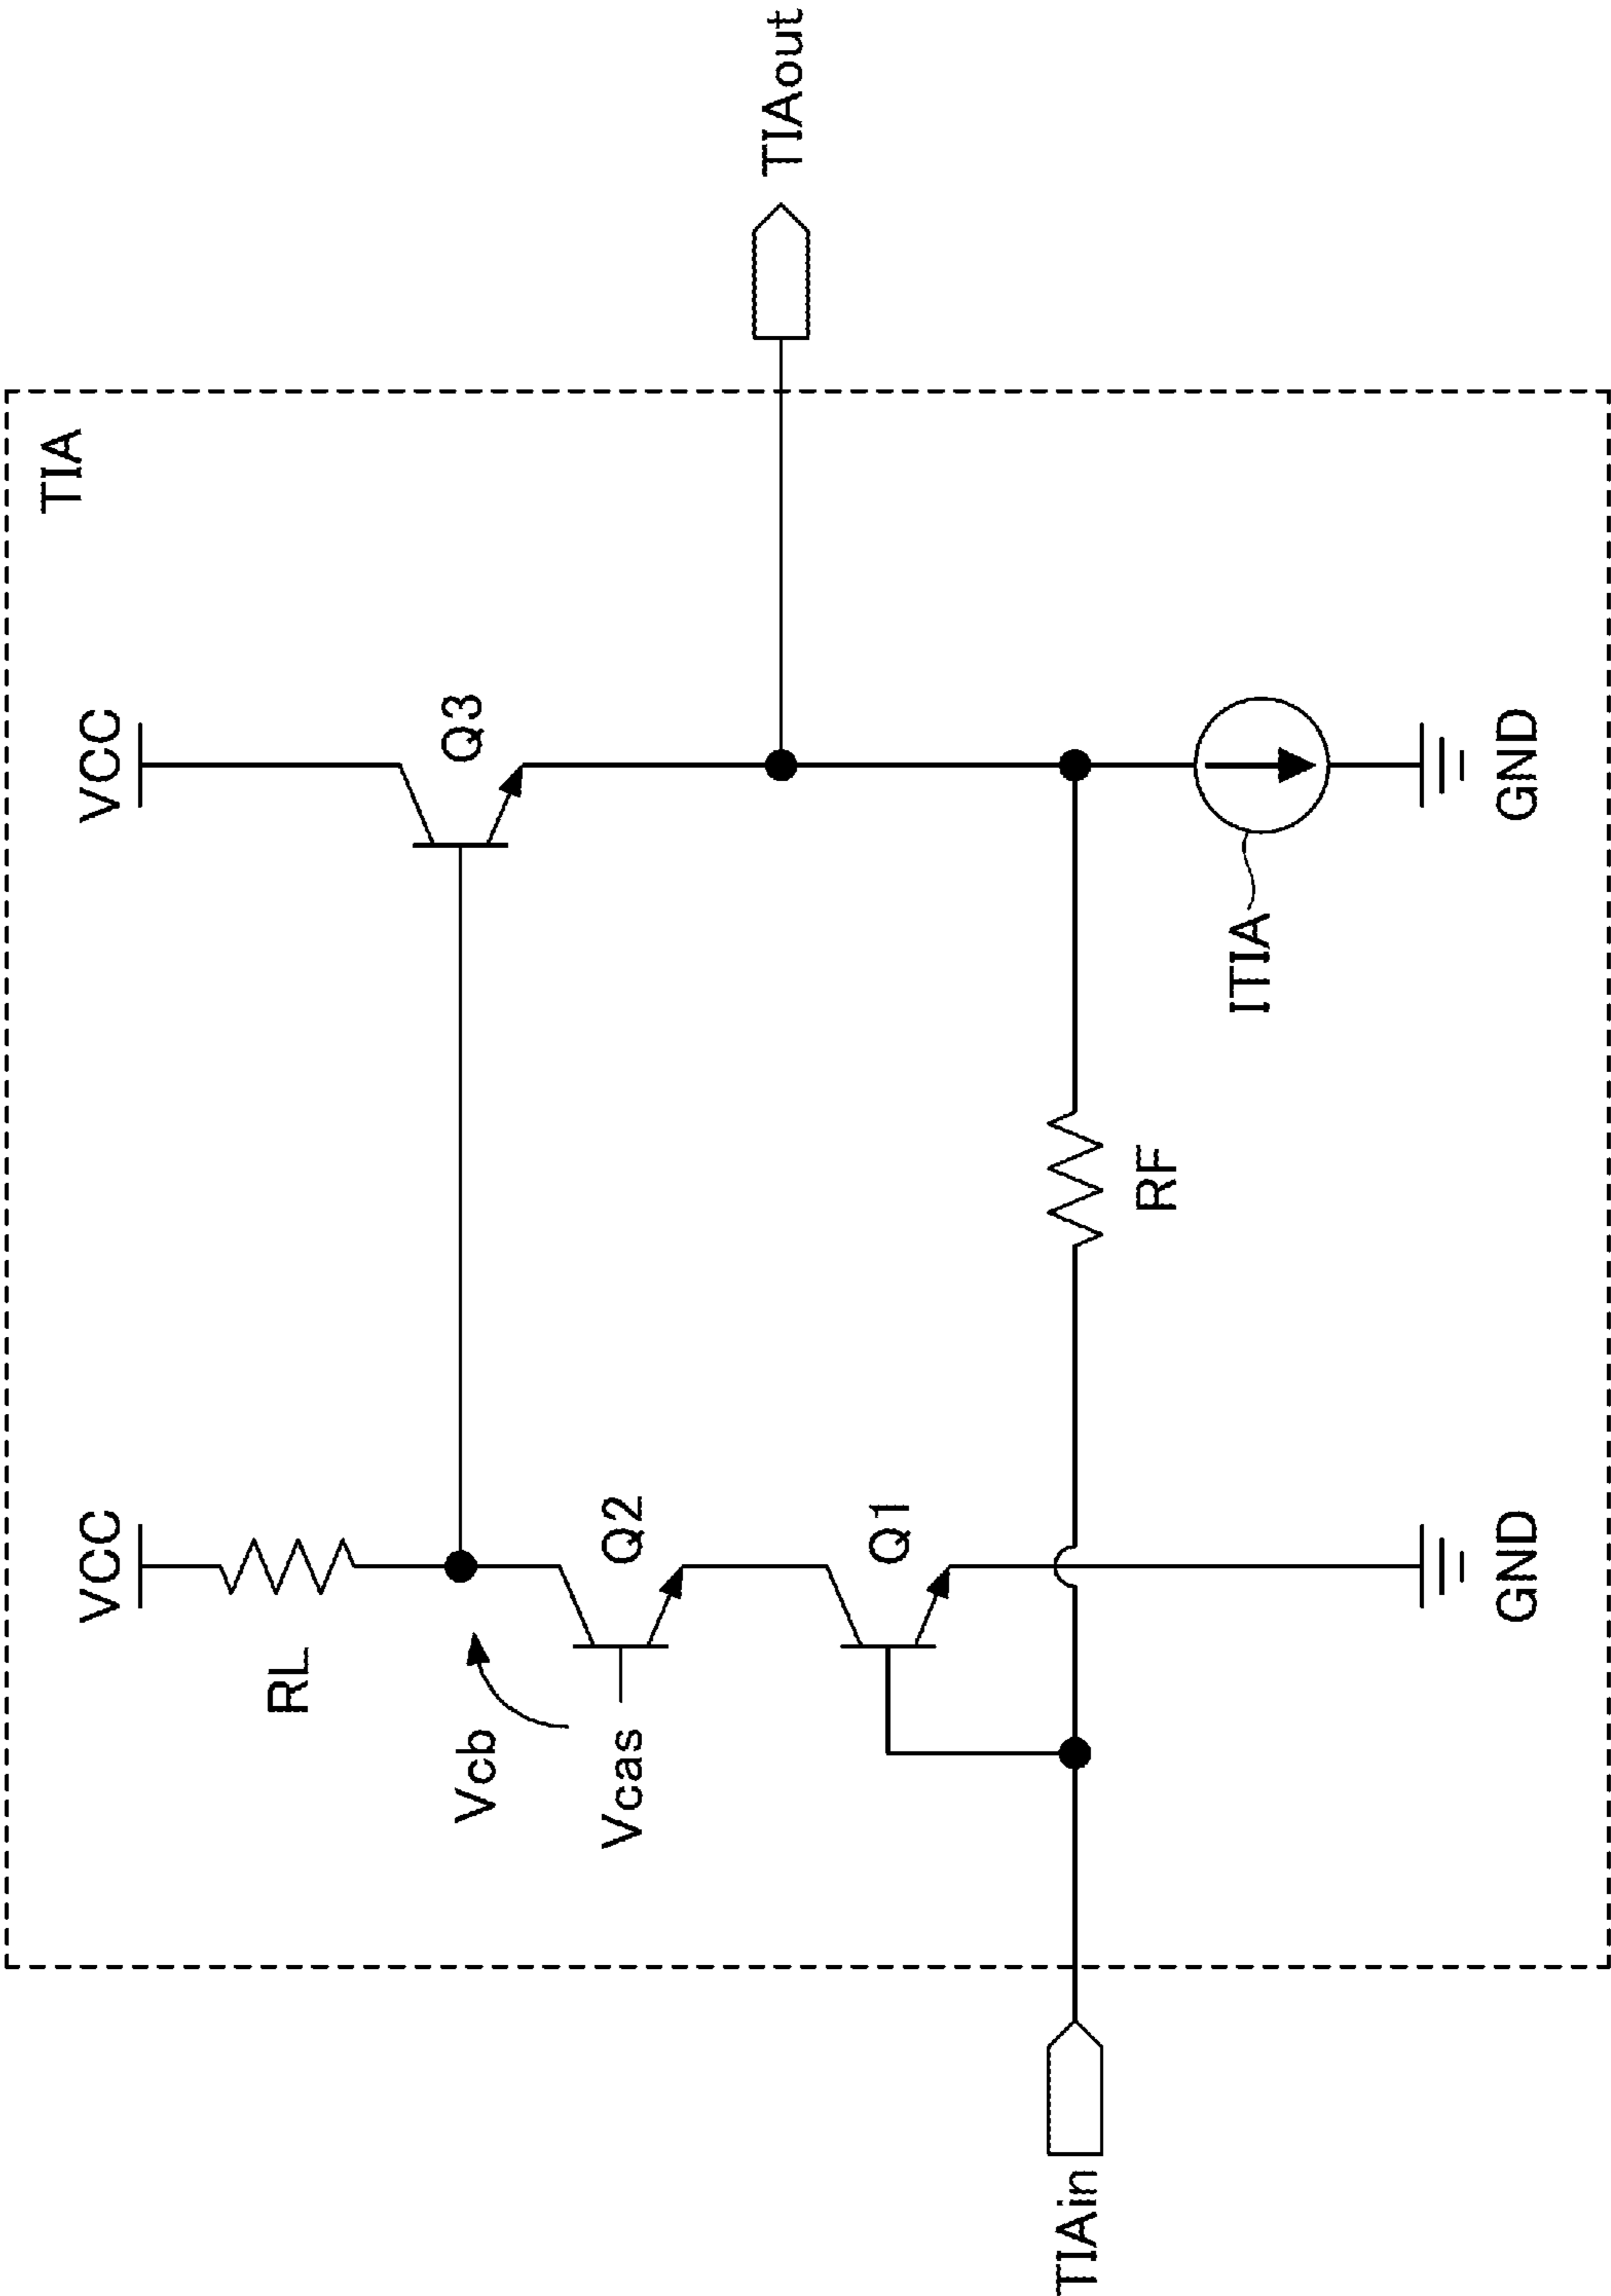 TIA
VCC
VCC
RL
Vcb
Q3
Q2
Vcas
Q1
TIAout
RF
ITIA
TIAin
GND
GND